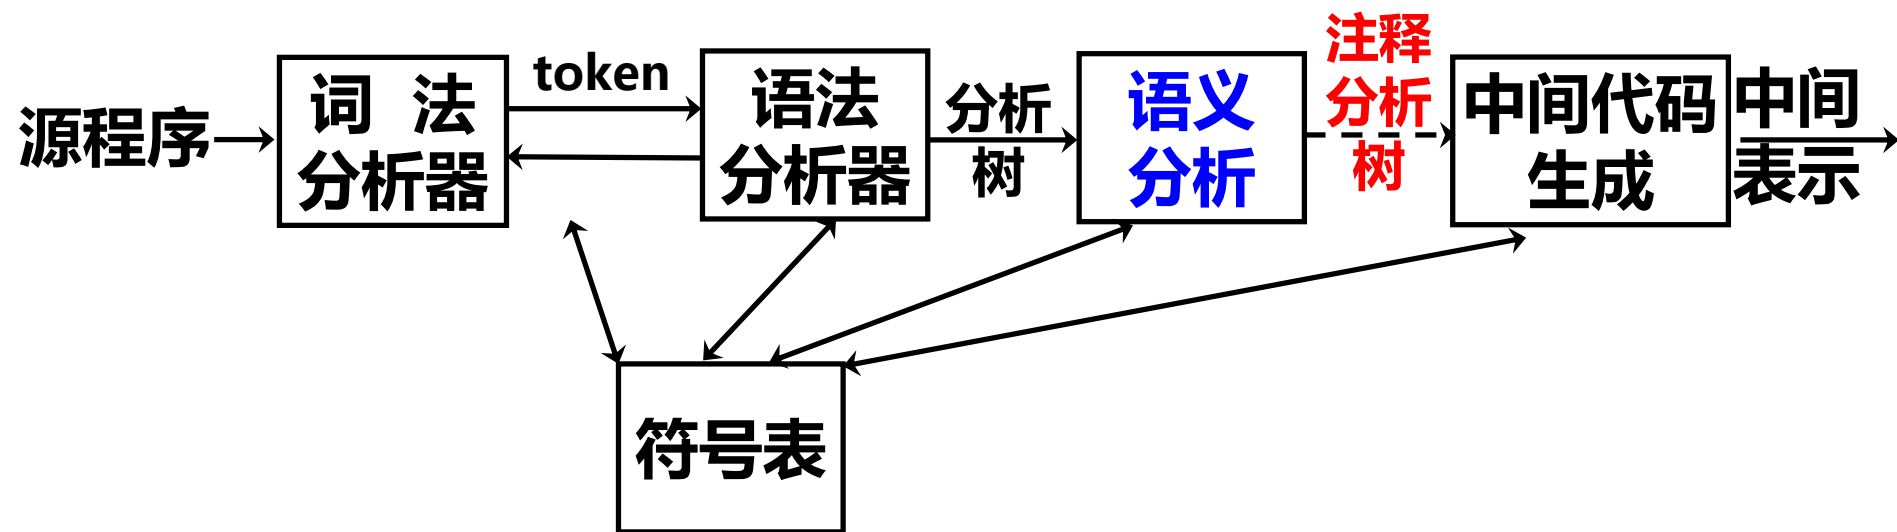 源程序
词 法
分析器
token
语法
分析器
分析
树
语义
分析
注释
分析
树
中间代码
生成
中间
表示
符号表